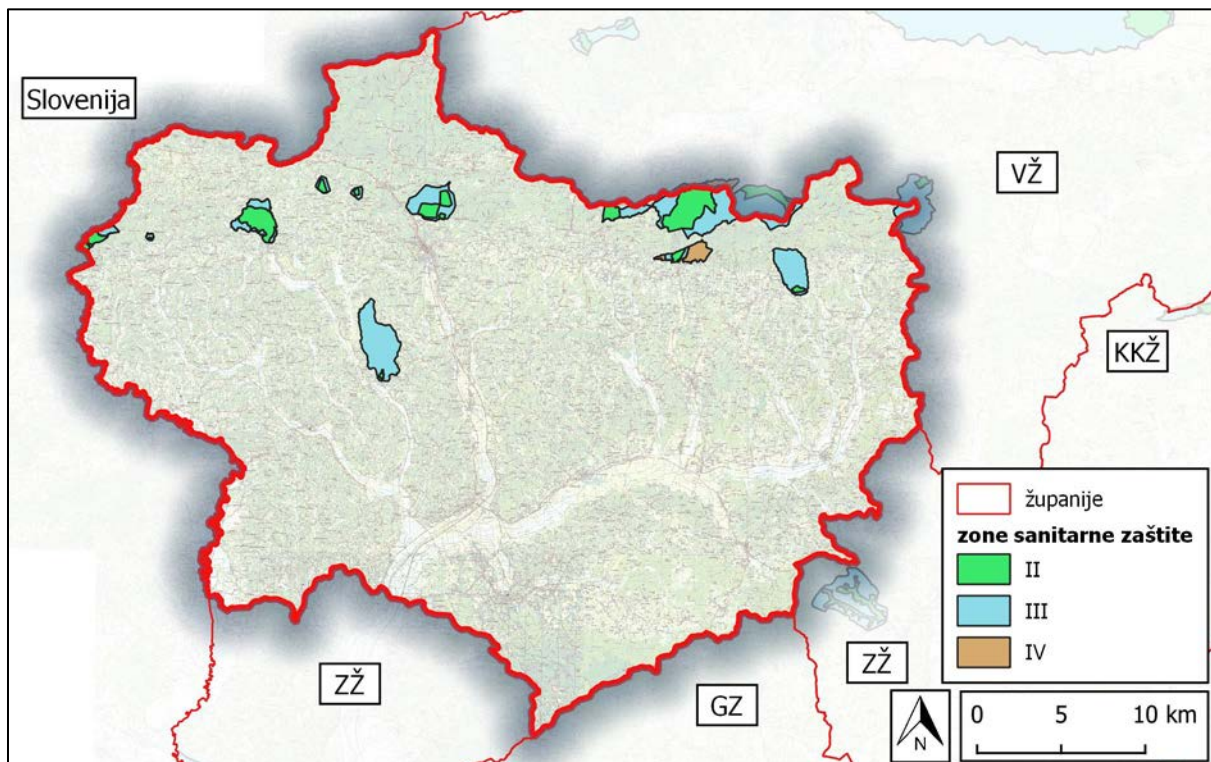 Slovenija
VŽ
KKŽ
ZŽ
GZ
ZŽ
županije
zone sanitarne zaštite
II
III
IV
N
0 5 10 km